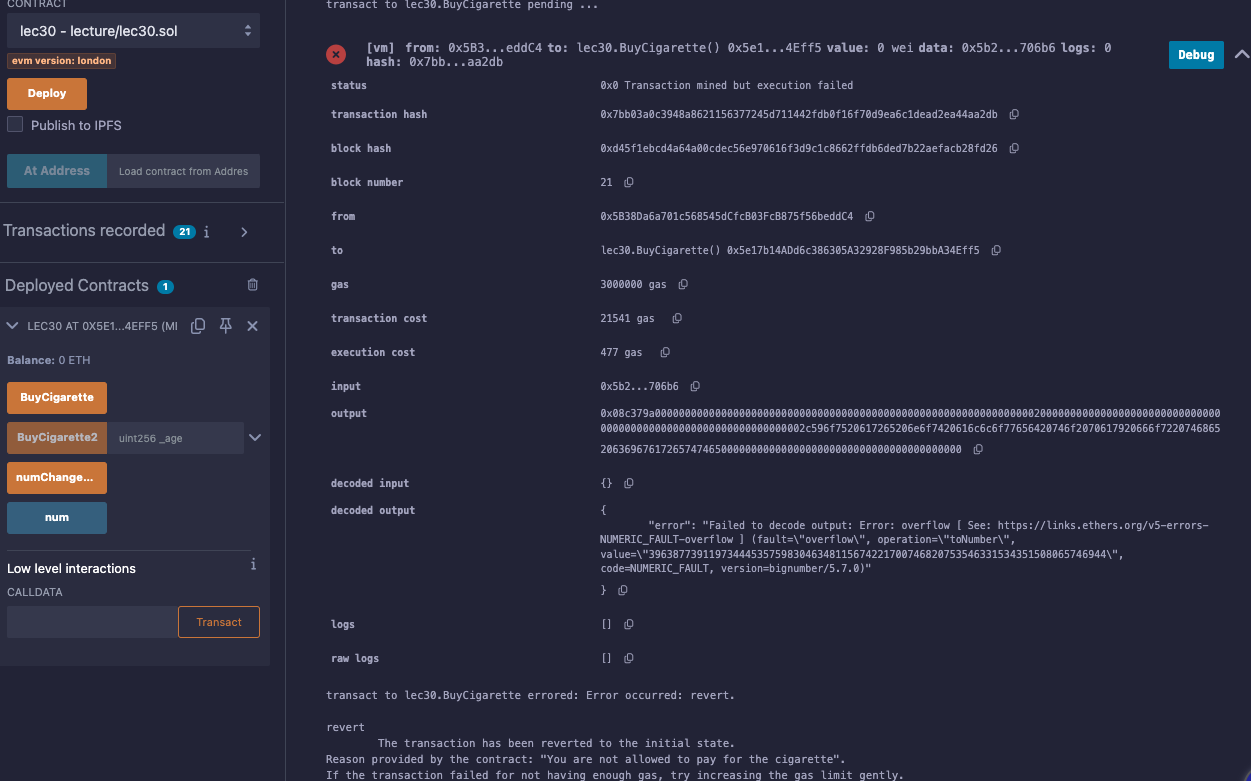 CONTRACT
lec30 - lecture/lec30.sol
evm version: london
Deploy
Publish to IPFS
At Address
Load contract from Addres
Transactions recorded 21 i
Deployed Contracts 1
LEC30 AT 0X5E1...4EFF5 (MI
Balance: 0 ETH
BuyCigarette
BuyCigarette2
uint256 _age
numChange...
num
Low level interactions
i
CALLDATA
Transact
transact to lec30.BuyCigarette pending ...
[vm] from: 0x5B3...eddC4 to: lec30.BuyCigarette() 0x5e1...4Eff5 value: 0 wei data: 0x5b2...706b6 logs: 0
hash: 0x7bb...aa2db
Debug
status 0x0 Transaction mined but execution failed
transaction hash 0x7bb03a0c3948a8621156377245d711442fdb0f16f70d9ea6c1dead2ea44aa2db
block hash 0xd45f1ebcd4a64a00cdec56e970616f3d9c1c8662ffdb6ded7b22aefacb28fd26
block number 21
from 0x5B38Da6a701c568545dCfcB03FcB875f56beddC4
to lec30.BuyCigarette() 0x5e17b14ADd6c386305A32928F985b29bbA34Eff5
gas 3000000 gas
transaction cost 21541 gas
execution cost 477 gas
input 0x5b2...706b6
output
decoded input {}
decoded output {
"error": "Failed to decode output: Error: overflow [ See: https://links.ethers.org/v5-errors-
NUMERIC_FAULT-overflow ] (fault=\"overflow\", operation=\"toNumber\",
value=\"3963877391197344453575983046348115674221700746820753546331534351508065746944\",
code=NUMERIC_FAULT, version=bignumber/5.7.0)"
}
logs []
raw logs []
transact to lec30.BuyCigarette errored: Error occurred: revert.
revert
The transaction has been reverted to the initial state.
Reason provided by the contract: "You are not allowed to pay for the cigarette".
If the transaction failed for not having enough gas, try increasing the gas limit gently.